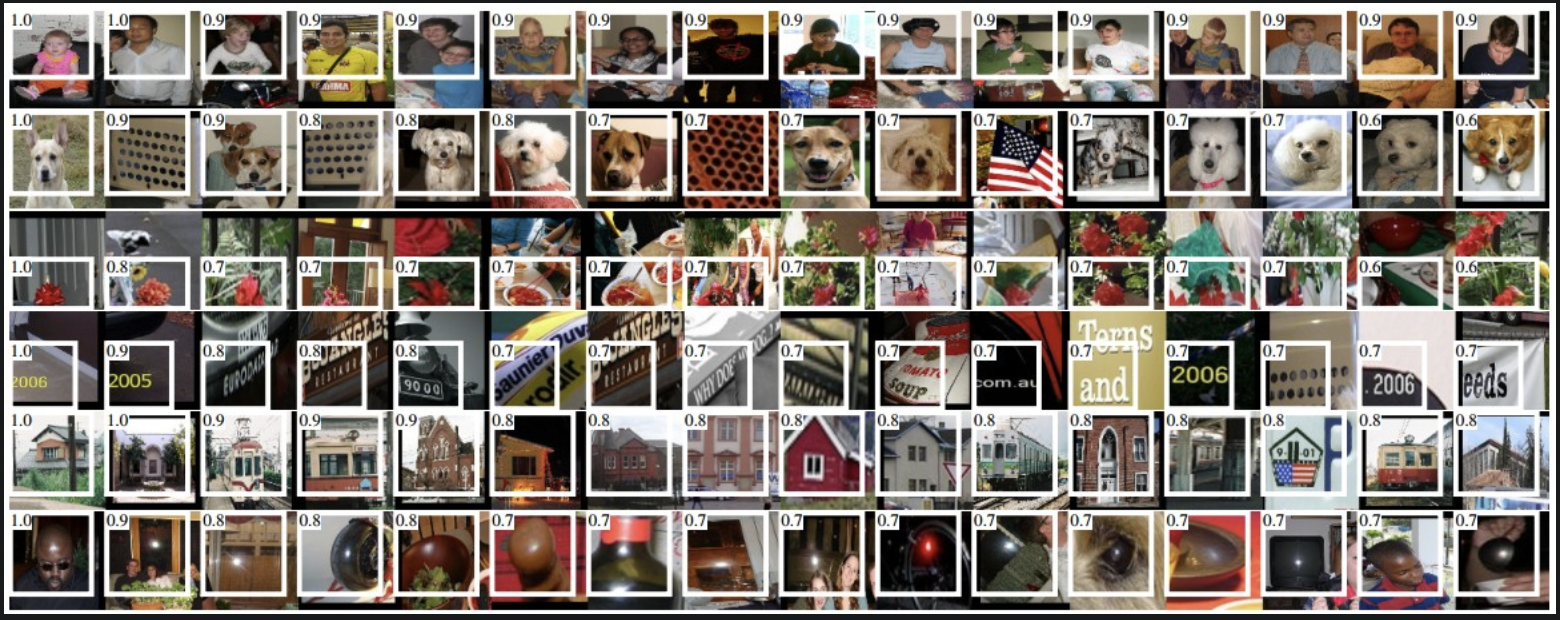 1.0 0.9 0.9 0.9 0.9 0.9 0.9 0.9 0.9 0.9 0.9 0.9 0.9 0.9 0.9 0.9
1.0 0.9 0.9 0.8 0.8 0.8 0.7 0.7 0.7 0.7 0.7 0.7 0.7 0.7 0.6 0.6
1.0 0.8 0.7 0.7 0.7 0.7 0.7 0.7 0.7 0.7 0.7 0.7 0.7 0.7 0.6 0.6
1.0 0.9 0.8 0.8 0.8 0.7 0.7 0.7 0.7 0.7 0.7 0.7 0.7 0.7 0.7 0.7
2006
2005
EURODAM
RESTAURANT
9000
Saunier Duv
RESTAURANT
WHY DOES
TOMATO
SOUP
com.au
Terns
and
2006
. 2006
eeds
1.0 1.0 0.9 0.9 0.9 0.8 0.8 0.8 0.8 0.8 0.8 0.8 0.8 0.8 0.8 0.8
9-11-01
1.0 0.9 0.8 0.8 0.8 0.7 0.7 0.7 0.7 0.7 0.7 0.7 0.7 0.7 0.7 0.7